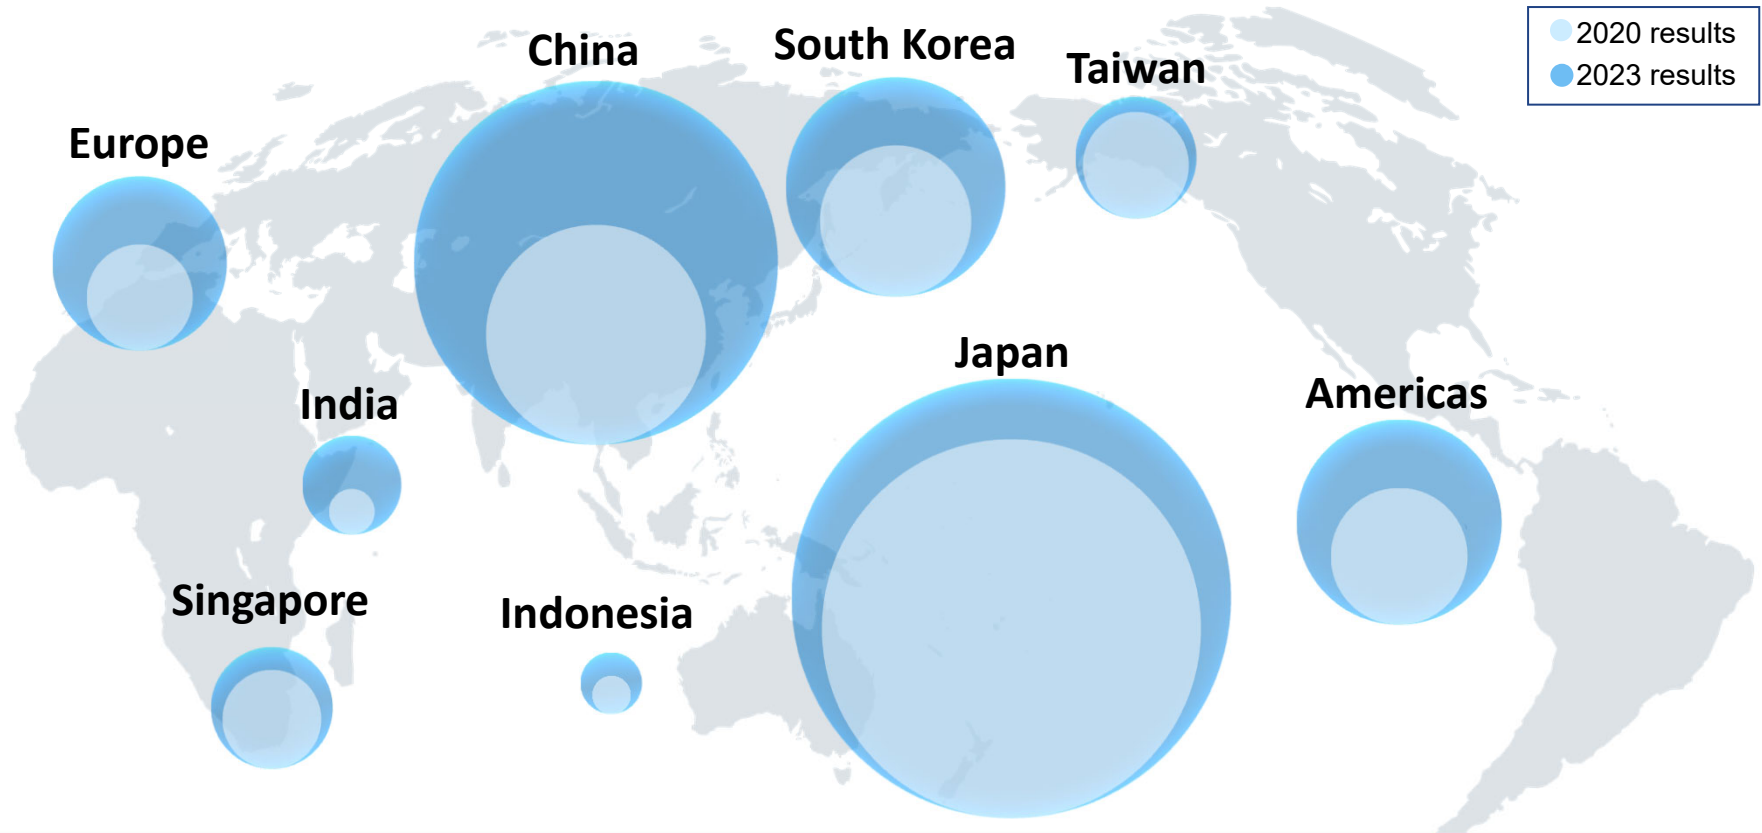 China
South Korea
Taiwan
2020 results
2023 results
Europe
Japan
India
Americas
Singapore
Indonesia